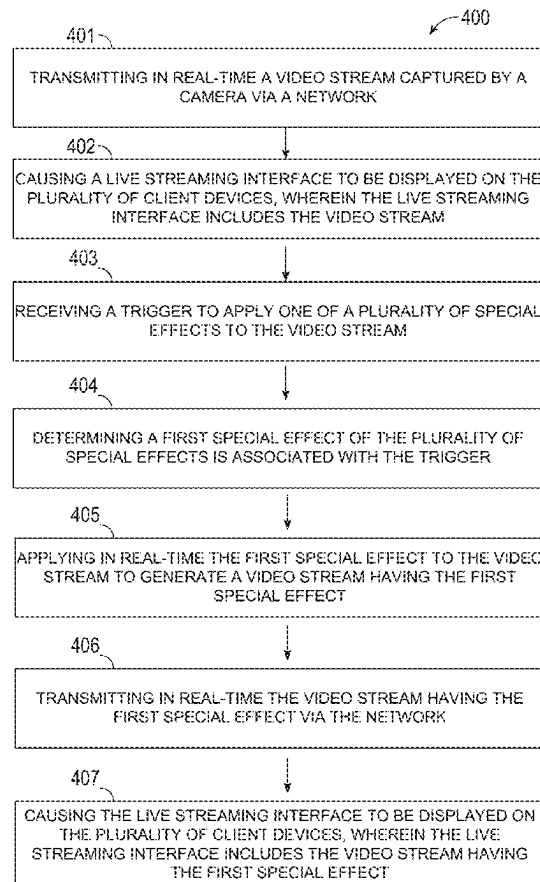 400
401
TRANSMITTING IN REAL-TIME A VIDEO STREAM CAPTURED BY A
CAMERA VIA A NETWORK
402
CAUSING A LIVE STREAMING INTERFACE TO BE DISPLAYED ON THE
PLURALITY OF CLIENT DEVICES, WHEREIN THE LIVE STREAMING
INTERFACE INCLUDES THE VIDEO STREAM
403
RECEIVING A TRIGGER TO APPLY ONE OF A PLURALITY OF SPECIAL
EFFECTS TO THE VIDEO STREAM
404
DETERMINING A FIRST SPECIAL EFFECT OF THE PLURALITY OF
SPECIAL EFFECTS IS ASSOCIATED WITH THE TRIGGER
405
APPLYING IN REAL-TIME THE FIRST SPECIAL EFFECT TO THE VIDEO
STREAM TO GENERATE A VIDEO STREAM HAVING THE FIRST
SPECIAL EFFECT
406
TRANSMITTING IN REAL-TIME THE VIDEO STREAM HAVING THE
FIRST SPECIAL EFFECT VIA THE NETWORK
407
CAUSING THE LIVE STREAMING INTERFACE TO BE DISPLAYED ON
THE PLURALITY OF CLIENT DEVICES, WHEREIN THE LIVE
STREAMING INTERFACE INCLUDES THE VIDEO STREAM HAVING
THE FIRST SPECIAL EFFECT